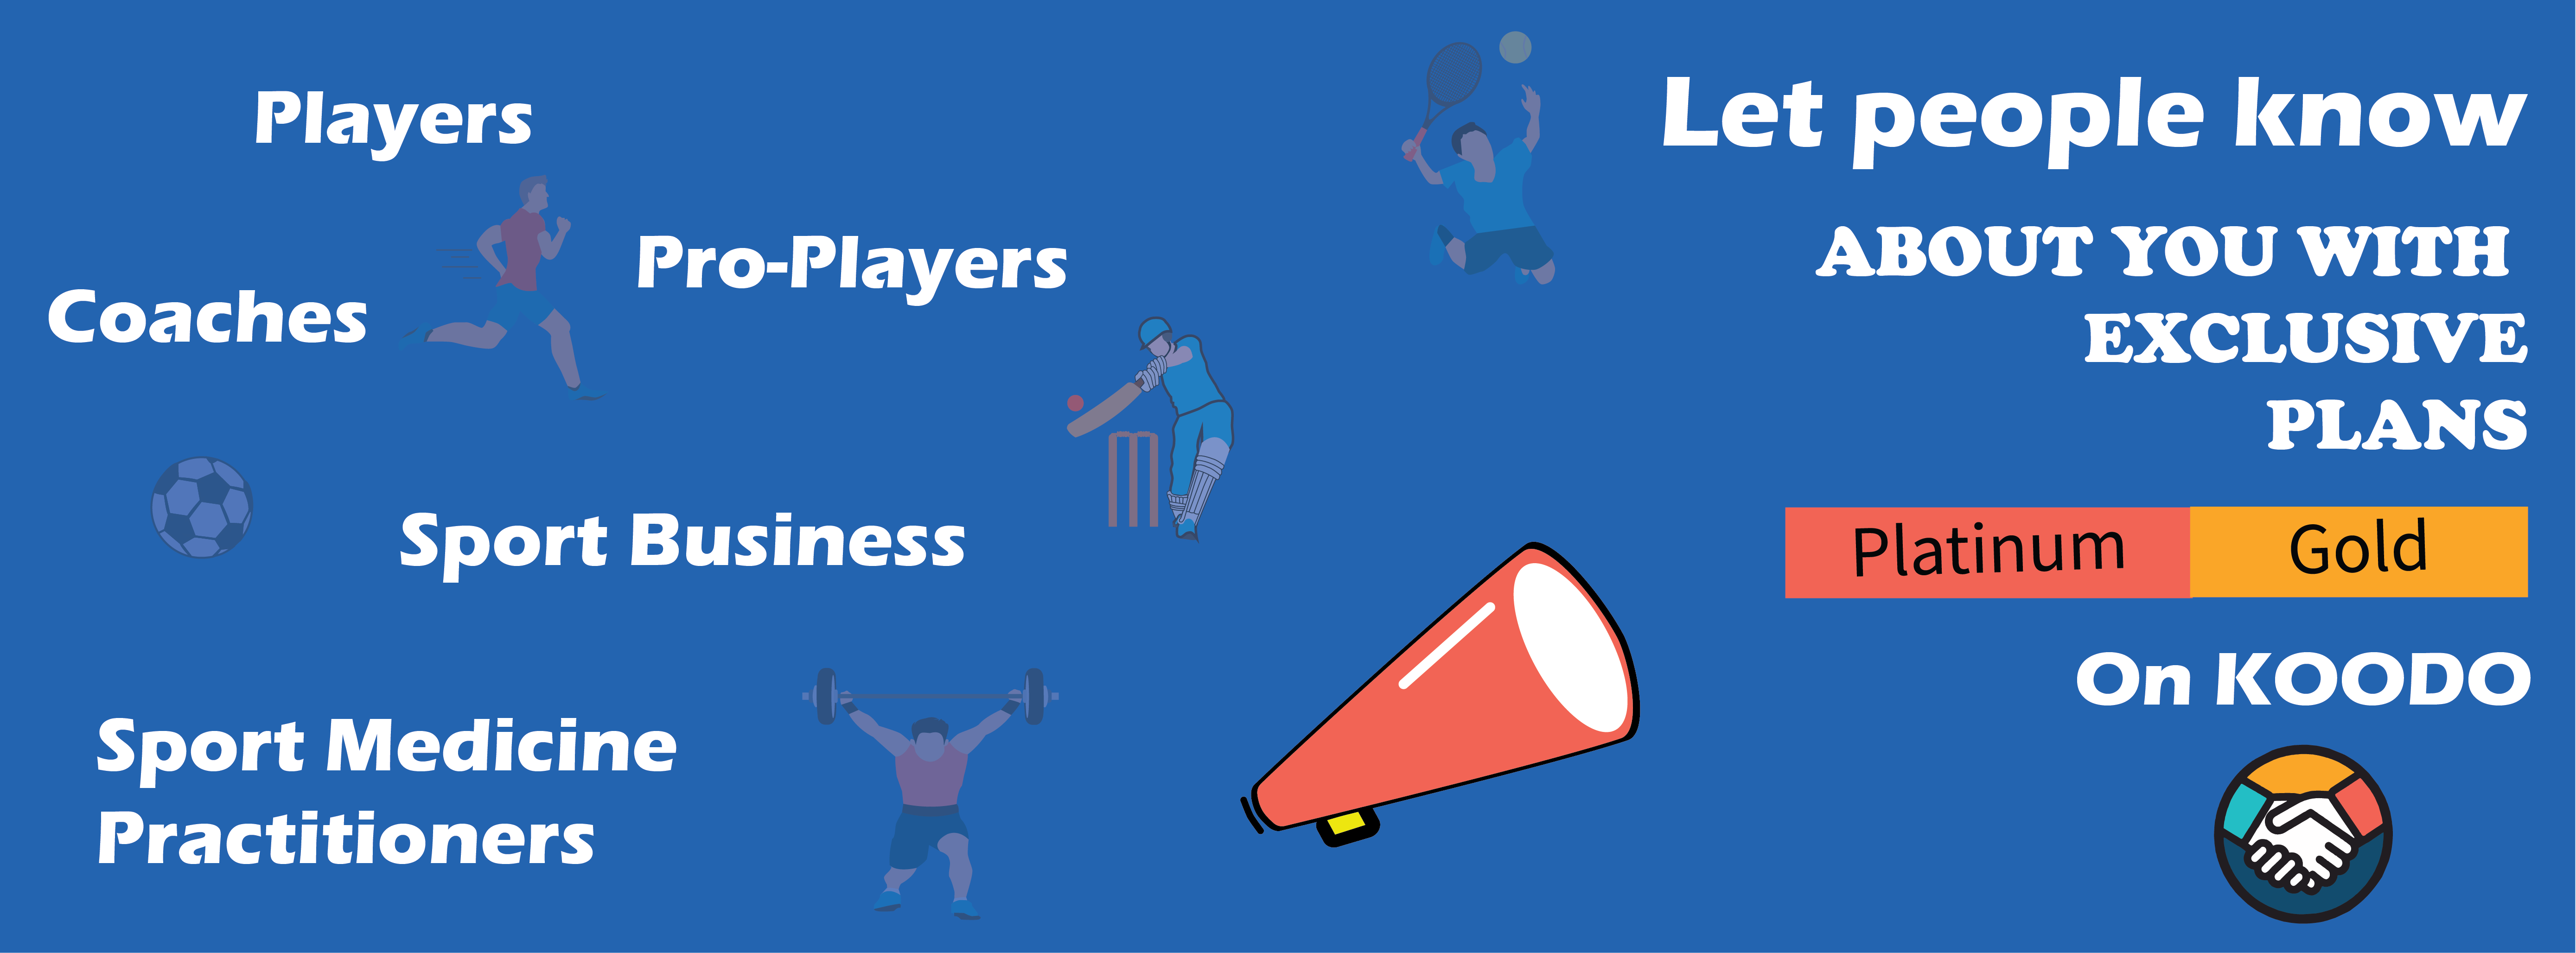 Players
Coaches
Pro-Players
Sport Business
Sport Medicine
Practitioners
Let people know
ABOUT YOU WITH
EXCLUSIVE
PLANS
Platinum Gold
On KOODO